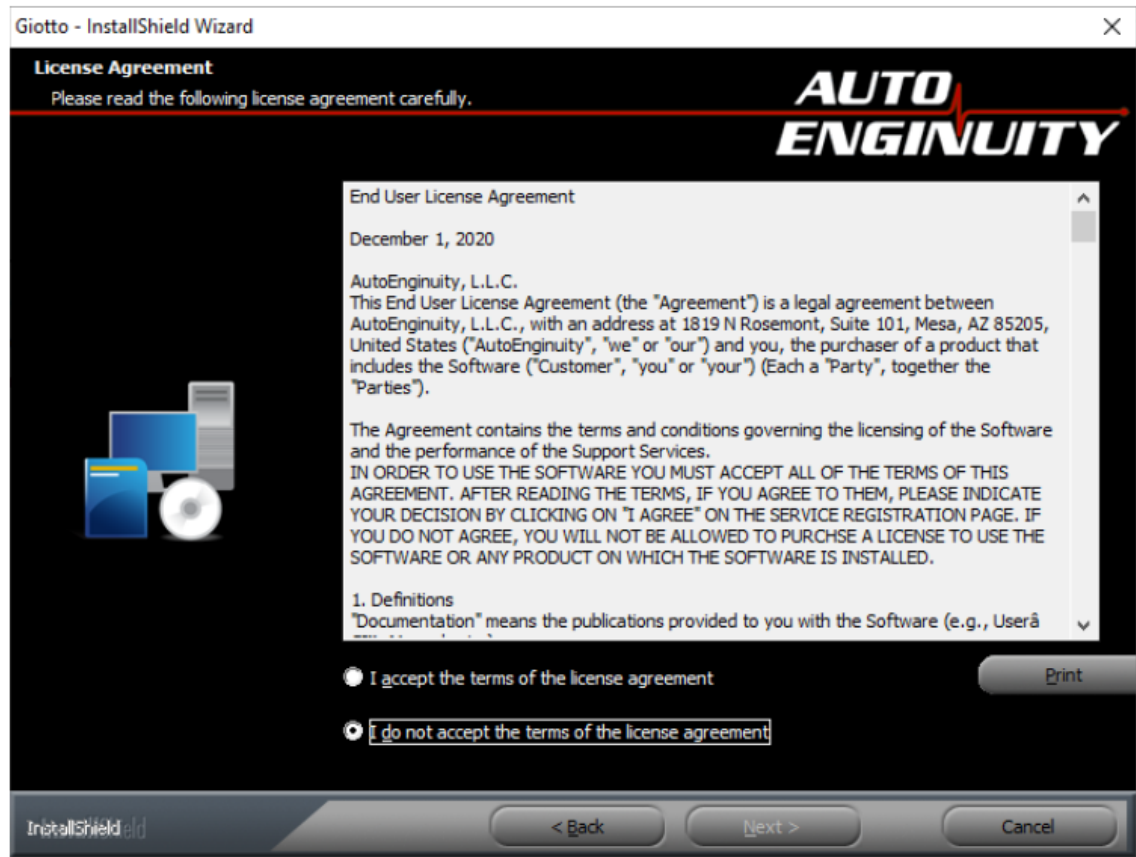 Giotto - InstallShield Wizard
License Agreement
Please read the following license agreement carefully.
AUTO
ENGINUITY
End User License Agreement
December 1, 2020
AutoEnginuity, L.L.C.
This End User License Agreement (the "Agreement") is a legal agreement between
AutoEnginuity, L.L.C., with an address at 1819 N Rosemont, Suite 101, Mesa, AZ 85205,
United States ("AutoEnginuity", "we" or "our") and you, the purchaser of a product that
includes the Software ("Customer", "you" or "your") (Each a "Party", together the
"Parties").
The Agreement contains the terms and conditions governing the licensing of the Software
and the performance of the Support Services.
IN ORDER TO USE THE SOFTWARE YOU MUST ACCEPT ALL OF THE TERMS OF THIS
AGREEMENT. AFTER READING THE TERMS, IF YOU AGREE TO THEM, PLEASE INDICATE
YOUR DECISION BY CLICKING ON "I AGREE" ON THE SERVICE REGISTRATION PAGE. IF
YOU DO NOT AGREE, YOU WILL NOT BE ALLOWED TO PURCHSE A LICENSE TO USE THE
SOFTWARE OR ANY PRODUCT ON WHICH THE SOFTWARE IS INSTALLED.
1. Definitions
"Documentation" means the publications provided to you with the Software (e.g., Userâ
I accept the terms of the license agreement
Print
I do not accept the terms of the license agreement
InstallShield
< Back
Next >
Cancel